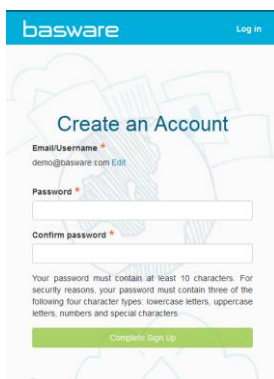 basware
Log in
Create an Account
Email/Username *
demo@basware.com Edit
Password *
Confirm password *
Your password must contain at least 10 characters. For
security reasons, your password must contain three of the
following four character types: lowercase letters, uppercase
letters, numbers and special characters.
Complete Sign Up